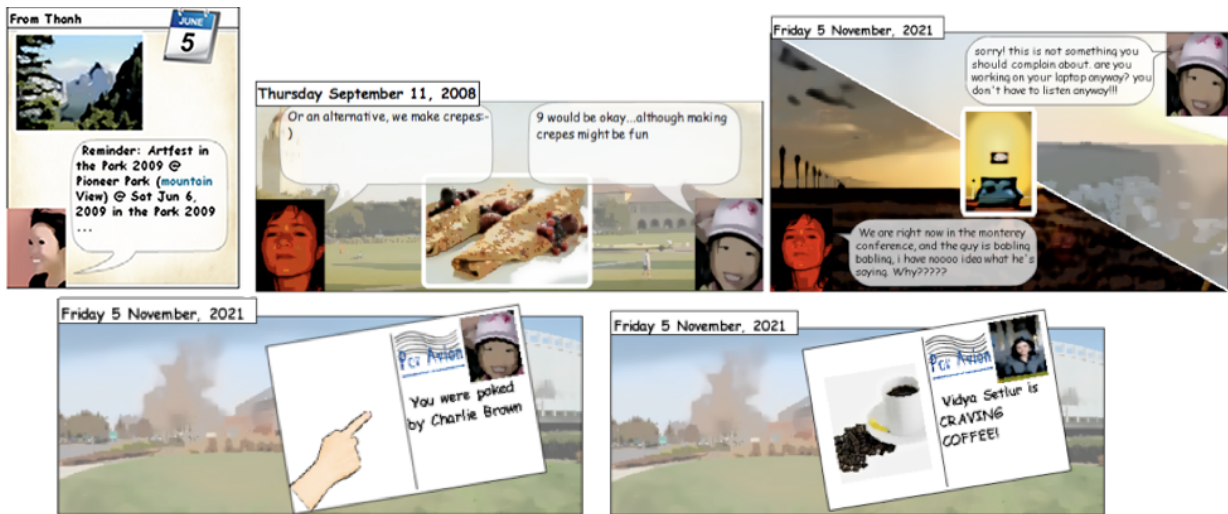 From Thanh
JUNE
5
Reminder: Artfest in
the Park 2009 @
Pioneer Park (mountain
View) @ Sat Jun 6,
2009 in the Park 2009
...
Thursday September 11, 2008
Or an alternative, we make crepes:-
)
9 would be okay...although making
crepes might be fun
Friday 5 November, 2021
sorry! this is not something you
should complain about. are you
working on your laptop anyway? you
don't have to listen anyway!!!
We are right now in the monterey
conference, and the guy is babling
babling, i have noooo idea what he's
saying. Why?????
Friday 5 November, 2021
Par Avion
You were poked
by Charlie Brown
Friday 5 November, 2021
Par Avion
Vidya Setlur is
CRAVING
COFFEE!